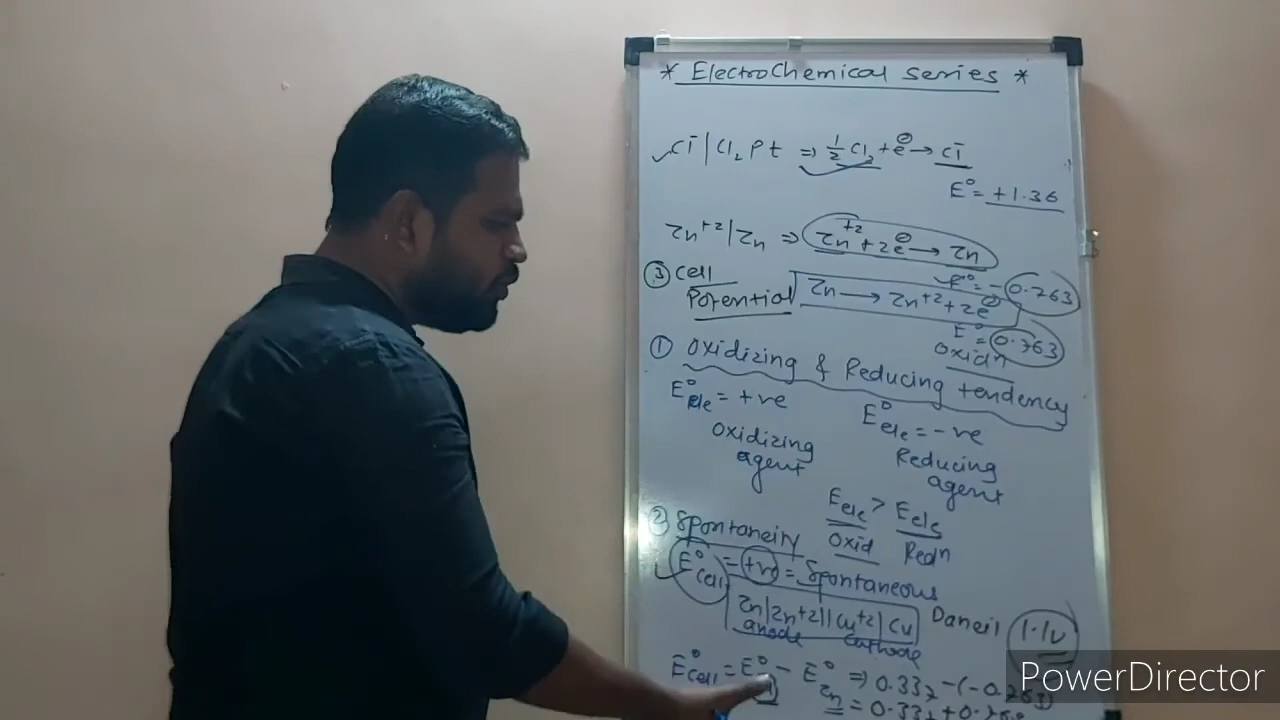 * ElectroChemical series *
Cl⁻ | Cl₂ Pt ⇒ ½ Cl₂ + e⊖ → Cl⁻
E° = +1.36
Zn⁺² | Zn ⇒ Zn⁺² + 2e⊖ → Zn
E° = -0.763
③ Cell
Potential
Zn → Zn⁺² + 2e⊖
E° = 0.763
oxidn
① Oxidizing & Reducing tendency
E°ele = +ve
E°ele = -ve
Oxidizing
agent
Reducing
agent
Eele > Eele
Oxid Redn
② Spontaneity
E°cell = +ve = Spontaneous
Zn|Zn⁺²||Cu⁺²|Cu Daneil 1.1V
anode Cathode
E°cell = E° - E°Zn ⇒ 0.337 - (-0.763)
= 0.337 + 0.763
PowerDirector